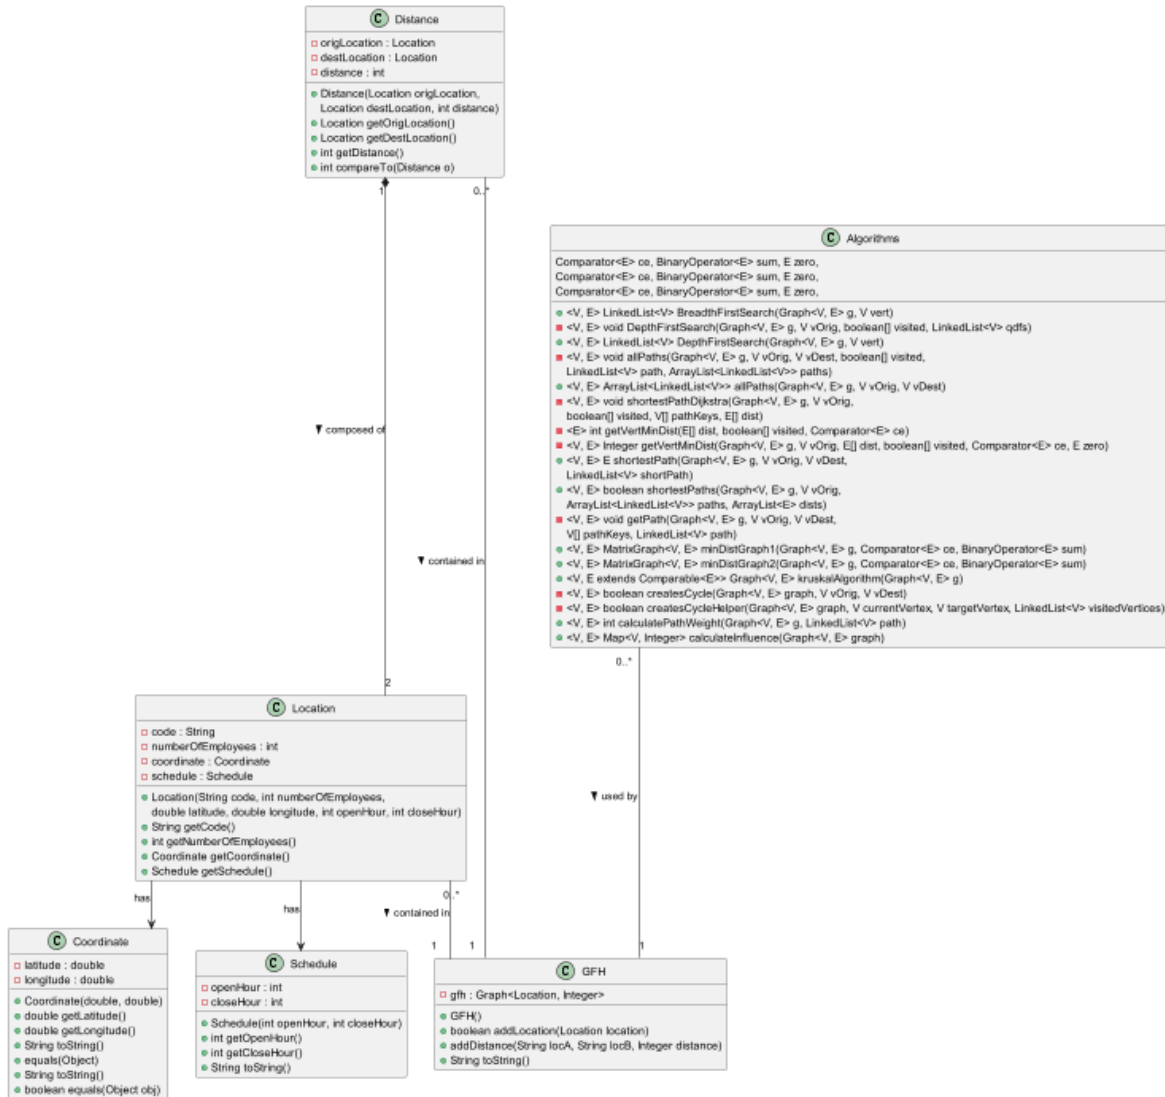 C Distance
origLocation : Location
destLocation : Location
distance : int
Distance(Location origLocation,
Location destLocation, int distance)
Location getOrigLocation()
Location getDestLocation()
int getDistance()
int compareTo(Distance o)
1
0..*
C Algorithms
Comparator<E> ce, BinaryOperator<E> sum, E zero,
Comparator<E> ce, BinaryOperator<E> sum, E zero,
Comparator<E> ce, BinaryOperator<E> sum, E zero,
<V, E> LinkedList<V> BreadthFirstSearch(Graph<V, E> g, V vert)
<V, E> void DepthFirstSearch(Graph<V, E> g, V vOrig, boolean[] visited, LinkedList<V> qdfs)
<V, E> LinkedList<V> DepthFirstSearch(Graph<V, E> g, V vert)
<V, E> void allPaths(Graph<V, E> g, V vOrig, V vDest, boolean[] visited,
LinkedList<V> path, ArrayList<LinkedList<V>> paths)
<V, E> ArrayList<LinkedList<V>> allPaths(Graph<V, E> g, V vOrig, V vDest)
<V, E> void shortestPathDijkstra(Graph<V, E> g, V vOrig,
boolean[] visited, V[] pathKeys, E[] dist)
<E> int getVertMinDist(E[] dist, boolean[] visited, Comparator<E> ce)
<V, E> Integer getVertMinDist(Graph<V, E> g, V vOrig, E[] dist, boolean[] visited, Comparator<E> ce, E zero)
<V, E> E shortestPath(Graph<V, E> g, V vOrig, V vDest,
LinkedList<V> shortPath)
<V, E> boolean shortestPaths(Graph<V, E> g, V vOrig,
ArrayList<LinkedList<V>> paths, ArrayList<E> dists)
<V, E> void getPath(Graph<V, E> g, V vOrig, V vDest,
V[] pathKeys, LinkedList<V> path)
<V, E> MatrixGraph<V, E> minDistGraph1(Graph<V, E> g, Comparator<E> ce, BinaryOperator<E> sum)
<V, E> MatrixGraph<V, E> minDistGraph2(Graph<V, E> g, Comparator<E> ce, BinaryOperator<E> sum)
<V, E extends Comparable<E>> Graph<V, E> kruskalAlgorithm(Graph<V, E> g)
<V, E> boolean createsCycle(Graph<V, E> graph, V vOrig, V vDest)
<V, E> boolean createsCycleHelper(Graph<V, E> graph, V currentVertex, V targetVertex, LinkedList<V> visitedVertices)
<V, E> int calculatePathWeight(Graph<V, E> g, LinkedList<V> path)
<V, E> Map<V, Integer> calculateInfluence(Graph<V, E> graph)
composed of
contained in
0..*
2
C Location
code : String
numberOfEmployees : int
coordinate : Coordinate
schedule : Schedule
Location(String code, int numberOfEmployees,
double latitude, double longitude, int openHour, int closeHour)
String getCode()
int getNumberOfEmployees()
Coordinate getCoordinate()
Schedule getSchedule()
used by
has
has
0..*
contained in
1
1
1
C Coordinate
latitude : double
longitude : double
Coordinate(double, double)
double getLatitude()
double getLongitude()
String toString()
equals(Object)
String toString()
boolean equals(Object obj)
C Schedule
openHour : int
closeHour : int
Schedule(int openHour, int closeHour)
int getOpenHour()
int getCloseHour()
String toString()
C GFH
gfh : Graph<Location, Integer>
GFH()
boolean addLocation(Location location)
addDistance(String locA, String locB, Integer distance)
String toString()